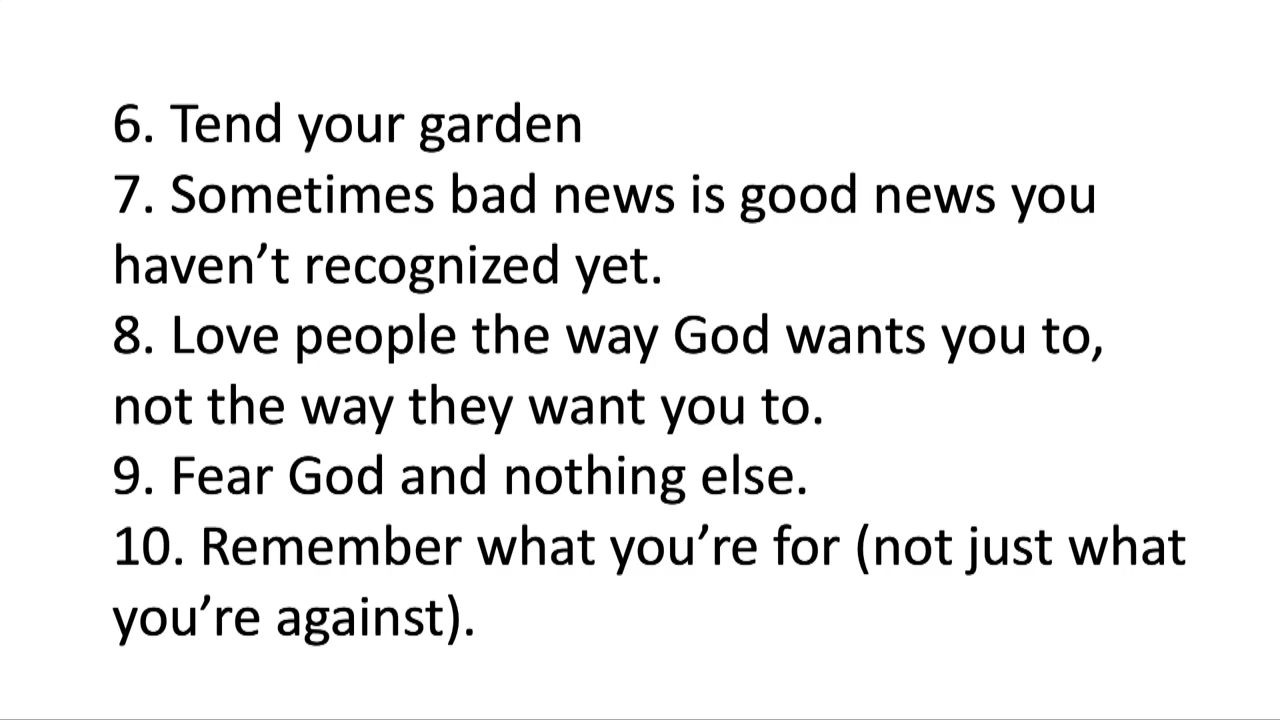 6. Tend your garden
7. Sometimes bad news is good news you
haven’t recognized yet.
8. Love people the way God wants you to,
not the way they want you to.
9. Fear God and nothing else.
10. Remember what you’re for (not just what
you’re against).